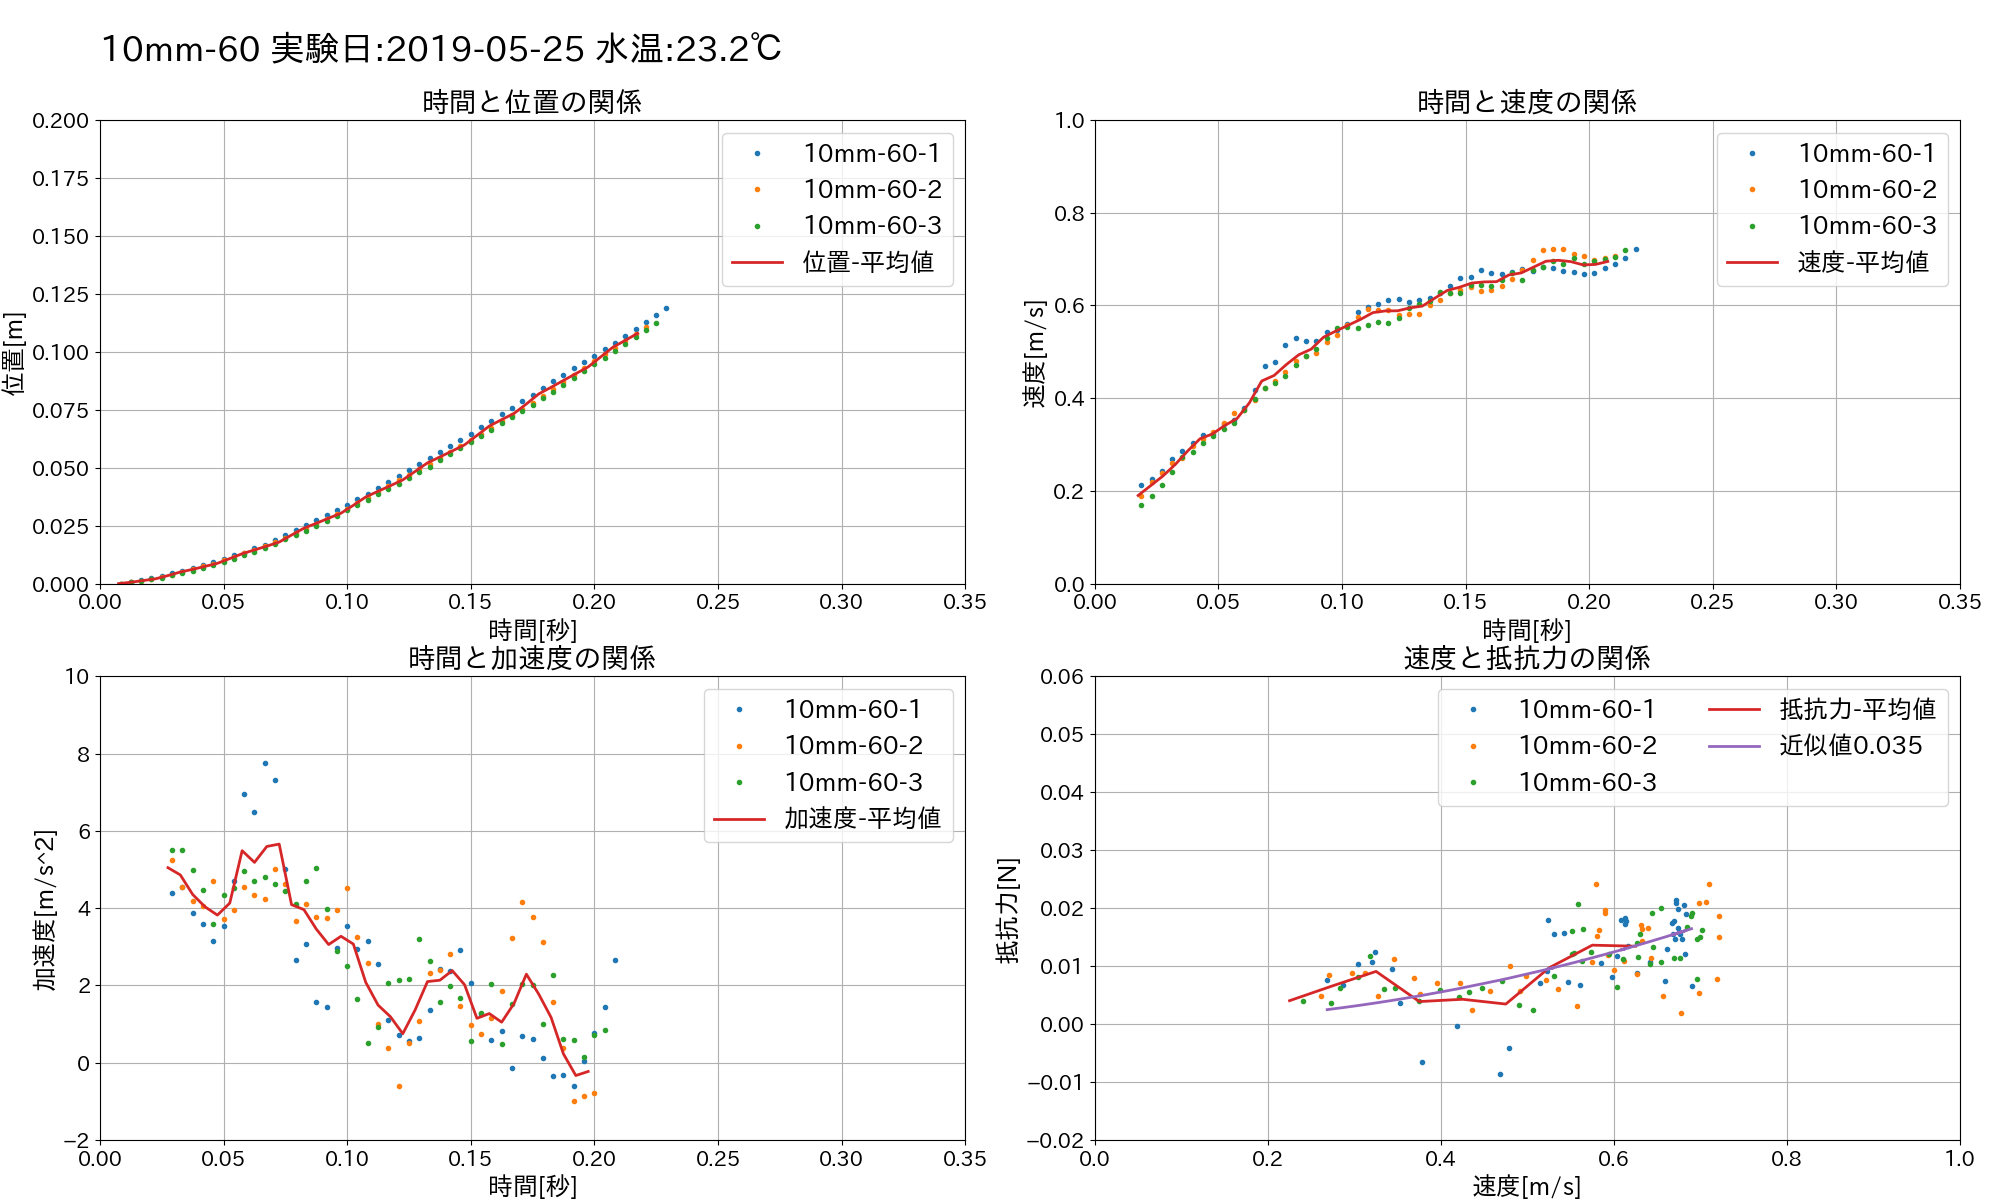 10mm-60 実験日:2019-05-25 水温:23.2℃
時間と位置の関係
0.200
0.175
0.150
0.125
0.100
0.075
0.050
0.025
0.000
位置[m]
10mm-60-1
10mm-60-2
10mm-60-3
位置-平均値
0.00 0.05 0.10 0.15 0.20 0.25 0.30 0.35
時間[秒]
時間と速度の関係
1.0
0.8
0.6
0.4
0.2
0.0
速度[m/s]
10mm-60-1
10mm-60-2
10mm-60-3
速度-平均値
0.00 0.05 0.10 0.15 0.20 0.25 0.30 0.35
時間[秒]
時間と加速度の関係
10
8
6
4
2
0
−2
加速度[m/s^2]
10mm-60-1
10mm-60-2
10mm-60-3
加速度-平均値
0.00 0.05 0.10 0.15 0.20 0.25 0.30 0.35
時間[秒]
速度と抵抗力の関係
0.06
0.05
0.04
0.03
0.02
0.01
0.00
−0.01
−0.02
抵抗力[N]
10mm-60-1
10mm-60-2
10mm-60-3
抵抗力-平均値
近似値0.035
0.0 0.2 0.4 0.6 0.8 1.0
速度[m/s]